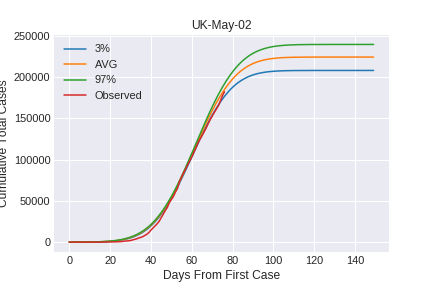 UK-May-02
3%
AVG
97%
Observed
250000
200000
150000
100000
50000
0
Cumulative Total Cases
0 20 40 60 80 100 120 140
Days From First Case